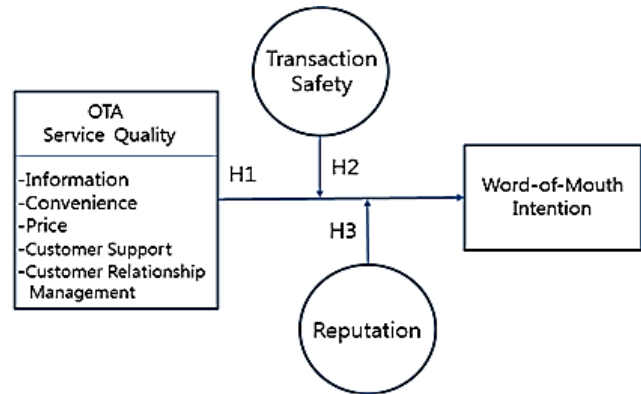 Transaction
Safety
OTA
Service Quality
-Information
-Convenience
-Price
-Customer Support
-Customer Relationship
Management
H1
H2
H3
Word-of-Mouth
Intention
Reputation